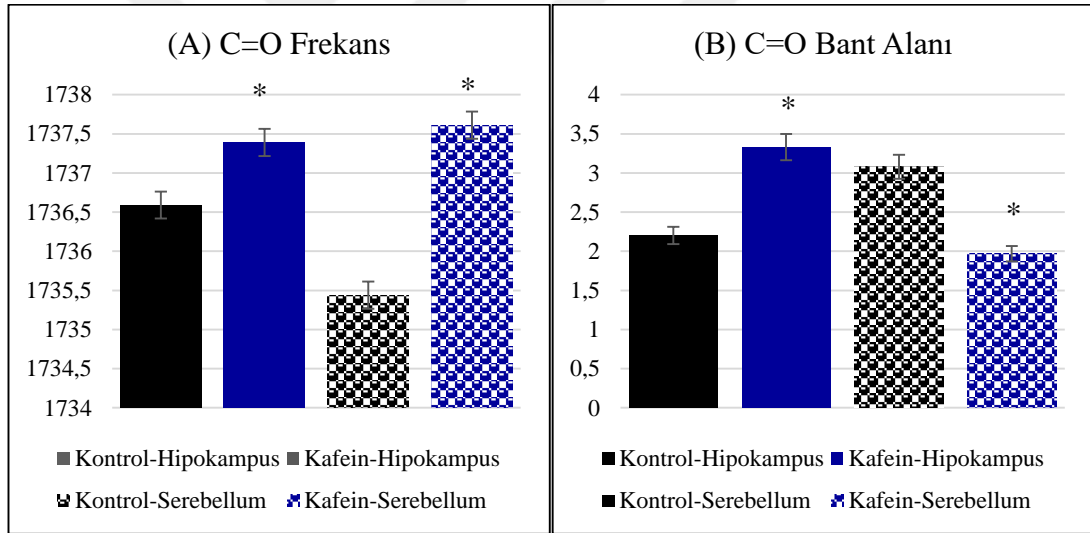 (A) C=O Frekans
1738
1737,5
1737
1736,5
1736
1735,5
1735
1734,5
1734
*
*
Kontrol-Hipokampus
Kafein-Hipokampus
Kontrol-Serebellum
Kafein-Serebellum
(B) C=O Bant Alanı
4
3,5
3
2,5
2
1,5
1
0,5
0
*
*
Kontrol-Hipokampus
Kafein-Hipokampus
Kontrol-Serebellum
Kafein-Serebellum